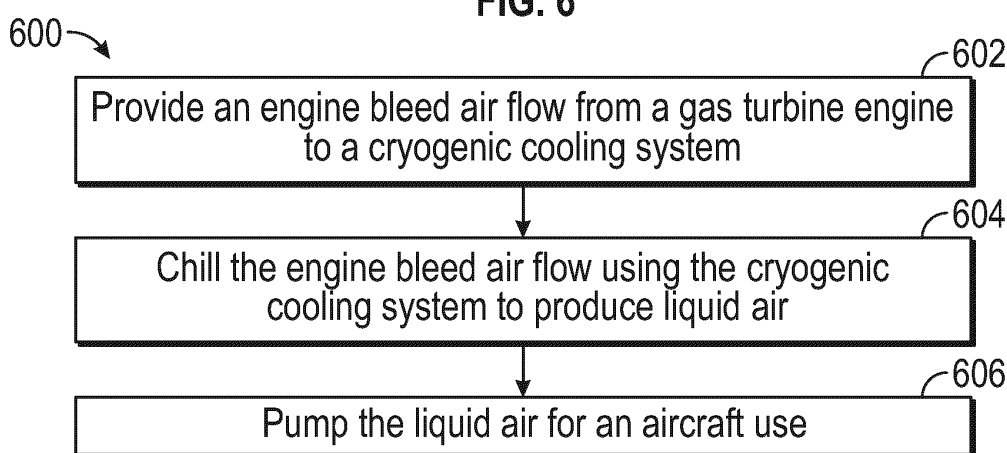 FIG. 6
600
602
Provide an engine bleed air flow from a gas turbine engine
to a cryogenic cooling system
604
Chill the engine bleed air flow using the cryogenic
cooling system to produce liquid air
606
Pump the liquid air for an aircraft use